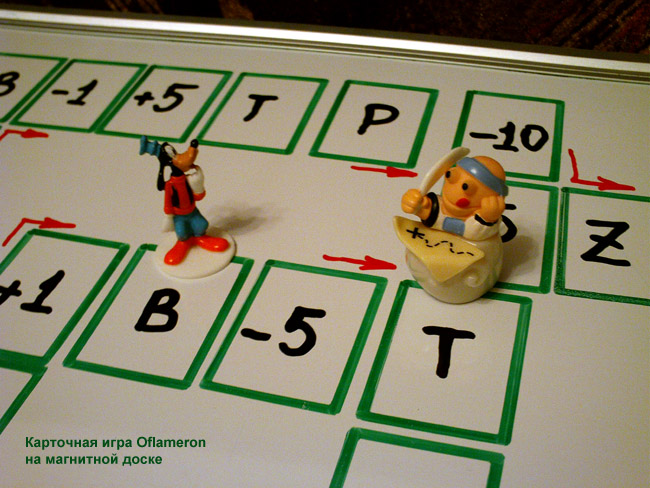 -1 +5 T P -10
Z
+1 B -5 T
Карточная игра Oflameron
на магнитной доске